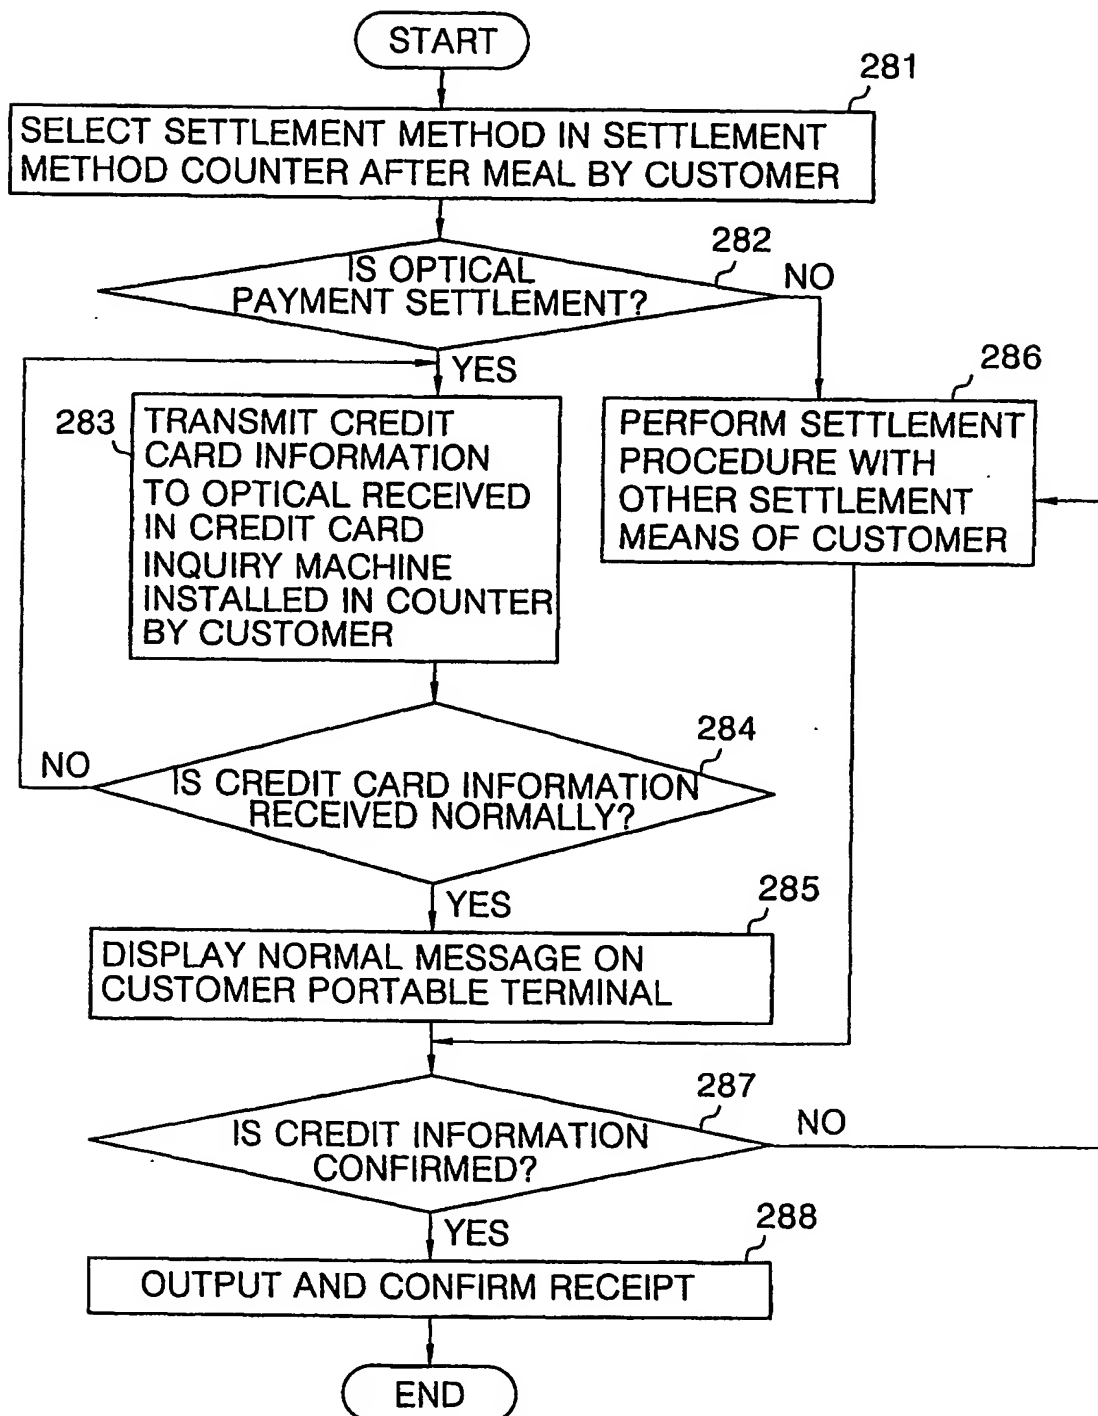 START
281
SELECT SETTLEMENT METHOD IN SETTLEMENT
METHOD COUNTER AFTER MEAL BY CUSTOMER
282
IS OPTICAL
PAYMENT SETTLEMENT?
NO
YES
286
283
TRANSMIT CREDIT
CARD INFORMATION
TO OPTICAL RECEIVED
IN CREDIT CARD
INQUIRY MACHINE
INSTALLED IN COUNTER
BY CUSTOMER
PERFORM SETTLEMENT
PROCEDURE WITH
OTHER SETTLEMENT
MEANS OF CUSTOMER
284
NO
IS CREDIT CARD INFORMATION
RECEIVED NORMALLY?
YES
285
DISPLAY NORMAL MESSAGE ON
CUSTOMER PORTABLE TERMINAL
287
NO
IS CREDIT INFORMATION
CONFIRMED?
YES
288
OUTPUT AND CONFIRM RECEIPT
END